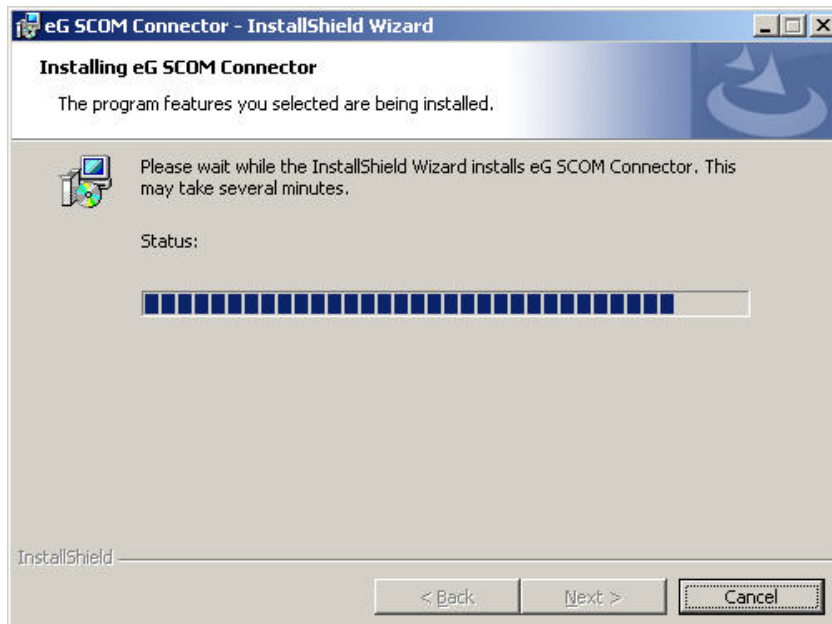 eG SCOM Connector - InstallShield Wizard
Installing eG SCOM Connector
The program features you selected are being installed.
Please wait while the InstallShield Wizard installs eG SCOM Connector. This
may take several minutes.
Status:
InstallShield
< Back
Next >
Cancel